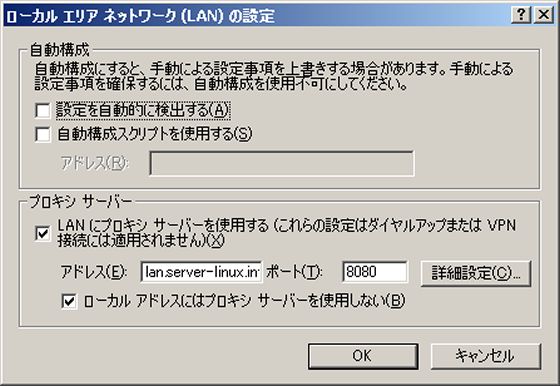 ローカル エリア ネットワーク (LAN) の設定
自動構成
自動構成にすると、手動による設定事項を上書きする場合があります。手動による
設定事項を確保するには、自動構成を使用不可にしてください。
設定を自動的に検出する(A)
自動構成スクリプトを使用する(S)
アドレス(R):
プロキシ サーバー
LAN にプロキシ サーバーを使用する (これらの設定はダイヤルアップまたは VPN
接続には適用されません)(X)
アドレス(E): lan.server-linux.in ポート(T): 8080 詳細設定(C)...
ローカル アドレスにはプロキシ サーバーを使用しない(B)
OK キャンセル